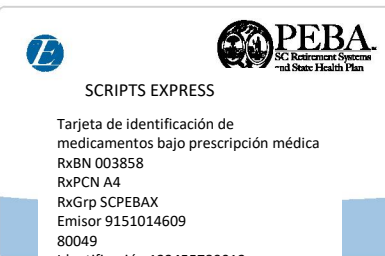 PEBA
SC Retirement Systems
and State Health Plan
SCRIPTS EXPRESS
Tarjeta de identificación de
medicamentos bajo prescripción médica
RxBN 003858
RxPCN A4
RxGrp SCPEBAX
Emisor 9151014609
80049